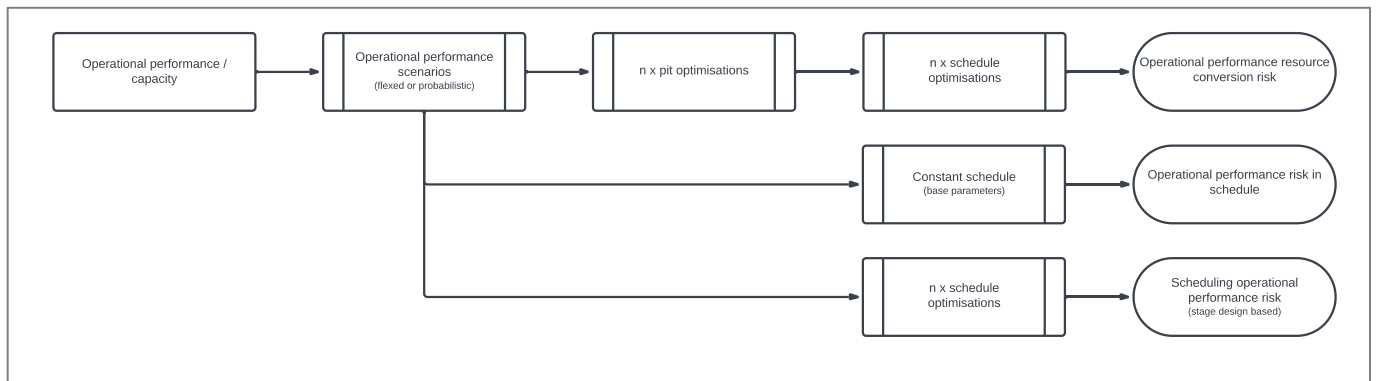 Operational performance /
capacity
Operational performance
scenarios
(flexed or probabilistic)
n x pit optimisations
n x schedule
optimisations
Operational performance resource
conversion risk
Constant schedule
(base parameters)
Operational performance risk in
schedule
n x schedule
optimisations
Scheduling operational
performance risk
(stage design based)